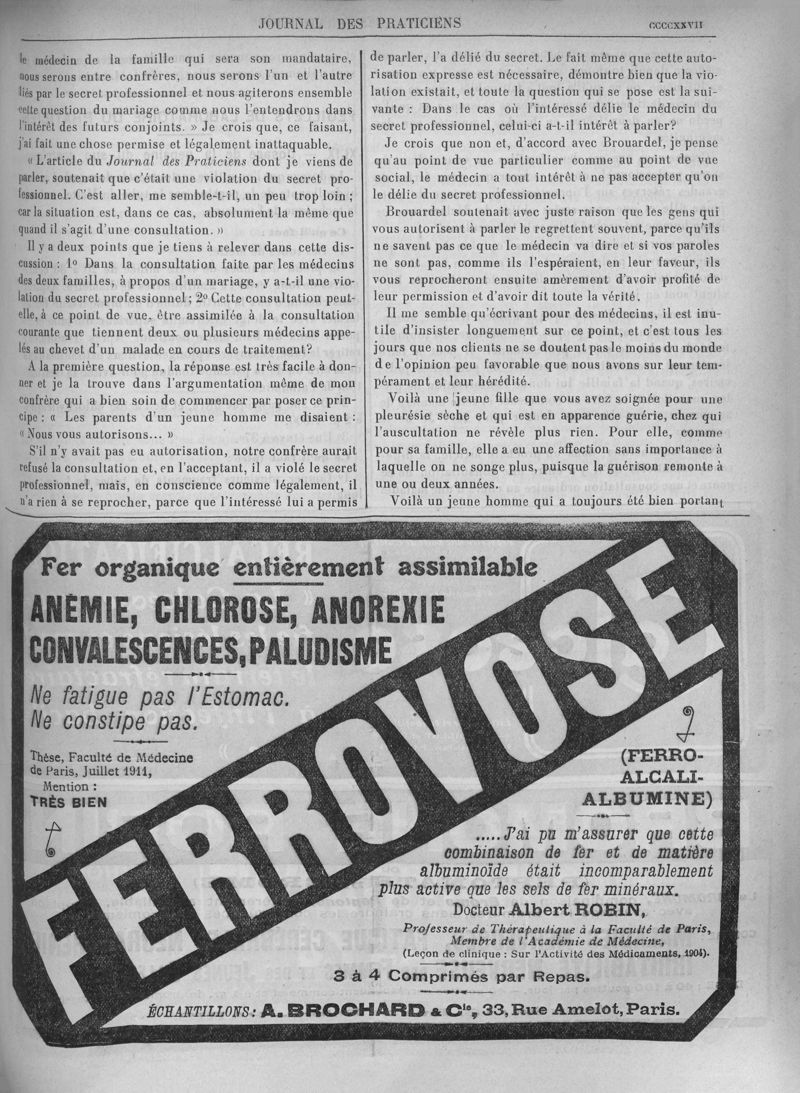 JOURNAL DES PRATICIENS
CCCCXXVII
le médecin de la famille qui sera son mandataire,
nous serons entre confrères, nous serons l'un et l'autre
liés par le secret professionnel et nous agiterons ensemble
cette question du mariage comme nous l'entendrons dans
l'intérêt des futurs conjoints. » Je crois que, ce faisant,
j'ai fait une chose permise et légalement inattaquable.
« L'article du Journal des Praticiens dont je viens de
parler, soutenait que c'était une violation du secret pro-
fessionnel. C'est aller, me semble-t-il, un peu trop loin ;
car la situation est, dans ce cas, absolument la même que
quand il s'agit d'une consultation. »
Il y a deux points que je tiens à relever dans cette dis-
cussion : 1º Dans la consultation faite par les médecins
des deux familles, à propos d'un mariage, y a-t-il une vio-
lation du secret professionnel ; 2º Cette consultation peut-
elle, à ce point de vue, être assimilée à la consultation
courante que tiennent deux ou plusieurs médecins appe-
lés au chevet d'un malade en cours de traitement?
A la première question, la réponse est très facile à don-
ner et je la trouve dans l'argumentation même de mon
confrère qui a bien soin de commencer par poser ce prin-
cipe : « Les parents d'un jeune homme me disaient :
« Nous vous autorisons... »
S'il n'y avait pas eu autorisation, notre confrère aurait
refusé la consultation et, en l'acceptant, il a violé le secret
professionnel, mais, en conscience comme légalement, il
n'a rien à se reprocher, parce que l'intéressé lui a permis
de parler, l'a délié du secret. Le fait même que cette auto-
risation expresse est nécessaire, démontre bien que la vio-
lation existait, et toute la question qui se pose est la sui-
vante : Dans le cas où l'intéressé délie le médecin du
secret professionnel, celui-ci a-t-il intérêt à parler?
Je crois que non et, d'accord avec Brouardel, je pense
qu'au point de vue particulier comme au point de vue
social, le médecin a tout intérêt à ne pas accepter qu'on
le délie du secret professionnel.
Brouardel soutenait avec juste raison que les gens qui
vous autorisent à parler le regrettent souvent, parce qu'ils
ne savent pas ce que le médecin va dire et si vos paroles
ne sont pas, comme ils l'espéraient, en leur faveur, ils
vous reprocheront ensuite amèrement d'avoir profité de
leur permission et d'avoir dit toute la vérité.
Il me semble qu'écrivant pour des médecins, il est inu-
tile d'insister longuement sur ce point, et c'est tous les
jours que nos clients ne se doutent pas le moins du monde
de l'opinion peu favorable que nous avons sur leur tem-
pérament et leur hérédité.
Voilà une jeune fille que vous avez soignée pour une
pleurésie sèche et qui est en apparence guérie, chez qui
l'auscultation ne révèle plus rien. Pour elle, comme
pour sa famille, elle a eu une affection sans importance à
laquelle on ne songe plus, puisque la guérison remonte à
une ou deux années.
Voilà un jeune homme qui a toujours été bien portant
Fer organique entièrement assimilable
ANÉMIE, CHLOROSE, ANOREXIE
CONVALESCENCES, PALUDISME
Ne fatigue pas l'Estomac.
Ne constipe pas.
Thèse, Faculté de Médecine
de Paris, Juillet 1911,
Mention :
TRÈS BIEN
FERROVOSE
(FERRO-
ALCALI-
ALBUMINE)
.....J'ai pu m'assurer que cette
combinaison de fer et de matière
albuminoïde était incomparablement
plus active que les sels de fer minéraux.
Docteur Albert ROBIN,
Professeur de Thérapeutique à la Faculté de Paris,
Membre de l'Académie de Médecine,
(Leçon de clinique : Sur l'Activité des Médicaments, 1904).
3 à 4 Comprimés par Repas.
ÉCHANTILLONS: A. BROCHARD & Cie, 33, Rue Amelot, Paris.